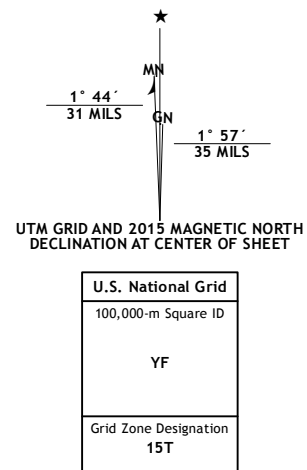 MN
GN
1° 44´
31 MILS
1° 57´
35 MILS
UTM GRID AND 2015 MAGNETIC NORTH
DECLINATION AT CENTER OF SHEET
U.S. National Grid
100,000-m Square ID
YF
Grid Zone Designation
15T